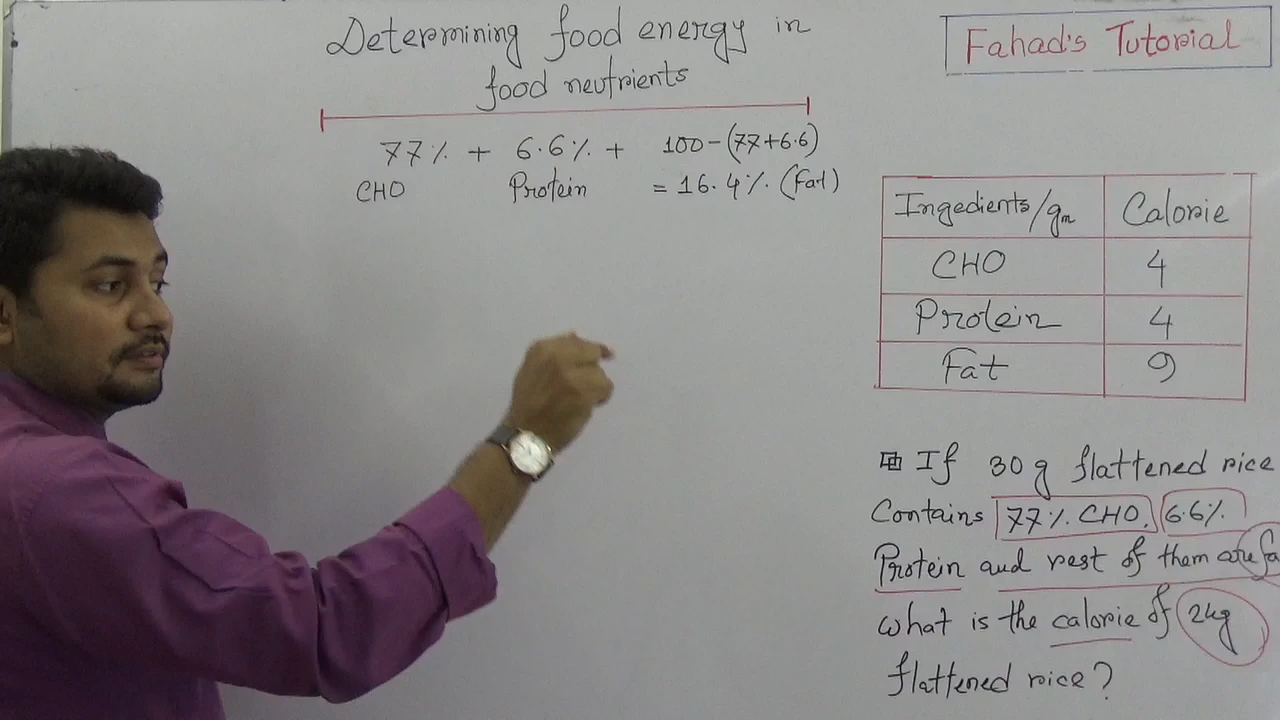 Determining food energy in
food neutrients
77% + 6.6% + 100-(77+6.6)
CHO Protein = 16.4% (Fat)
Fahad's Tutorial
Ingedients/gm Calorie
CHO 4
Protein 4
Fat 9
If 30g flattened rice
Contains 77% CHO, 6.6%
Protein and rest of them are fa
what is the calorie of 2kg
flattened rice?